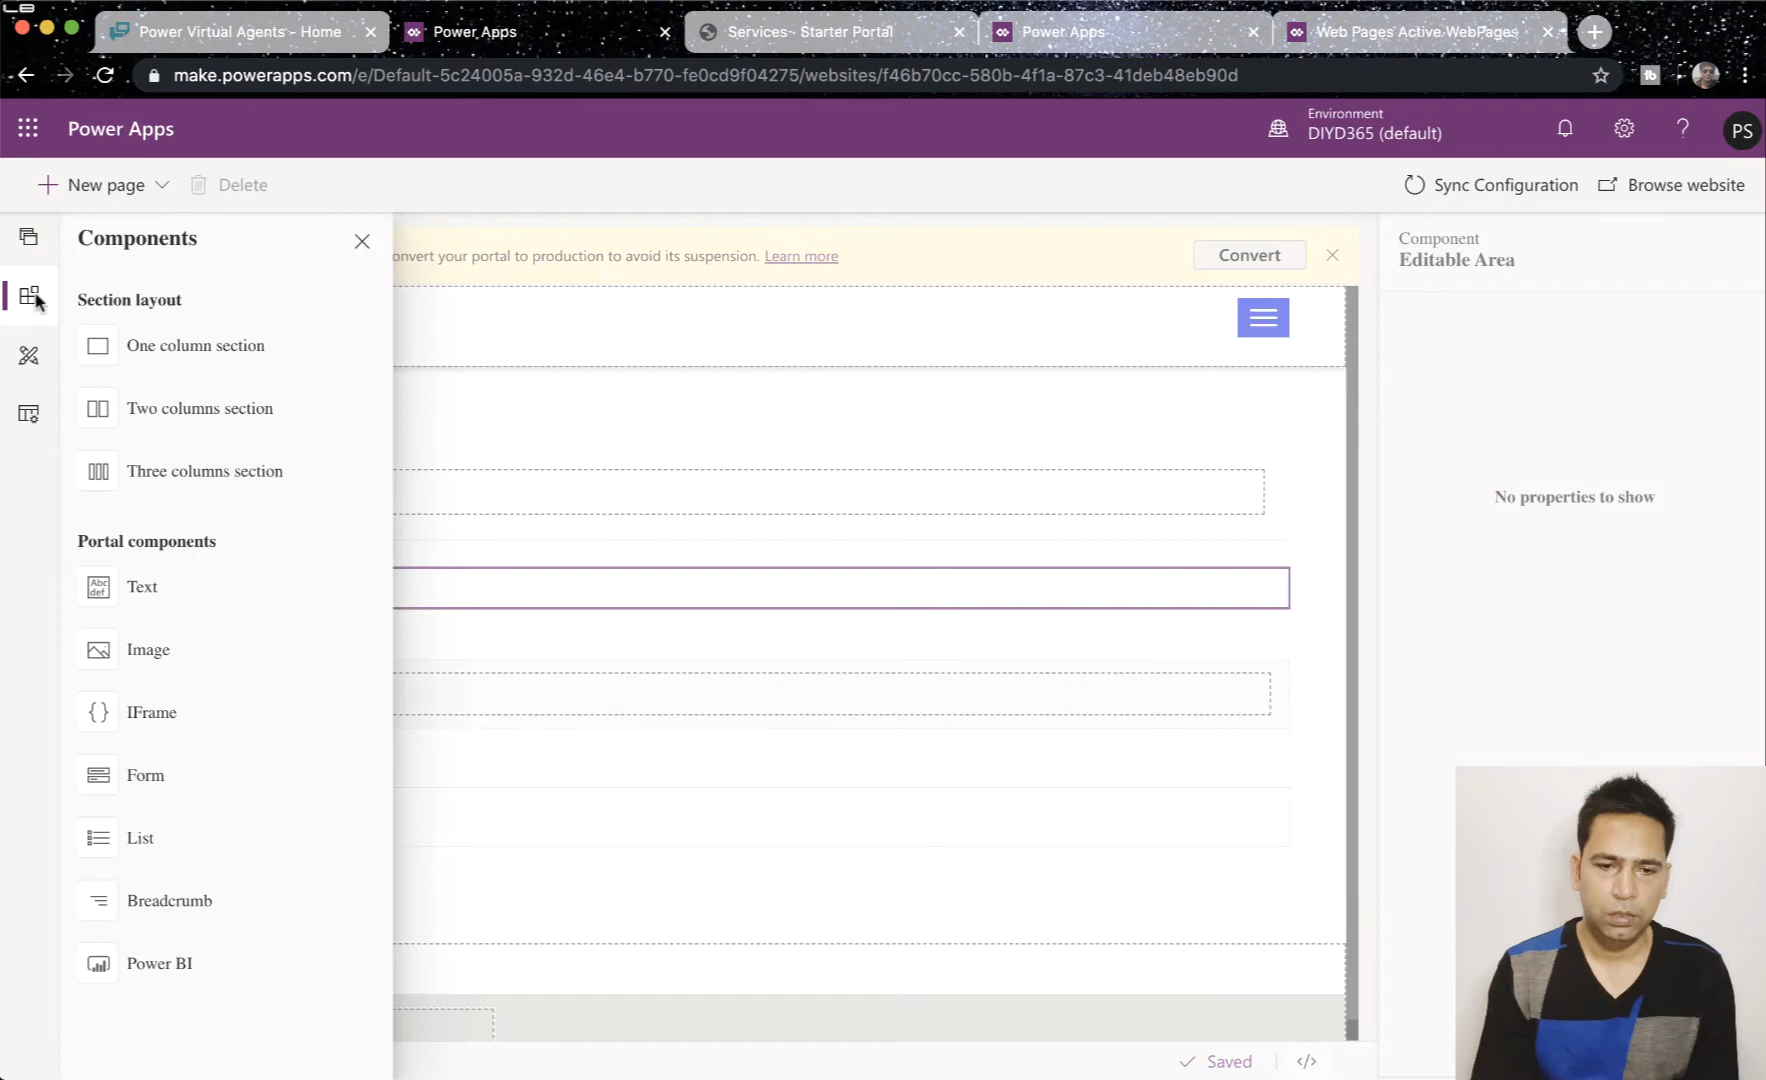 Power Virtual Agents - Home
Power Apps
Services - Starter Portal
Power Apps
Web Pages Active WebPages
make.powerapps.com/e/Default-5c24005a-932d-46e4-b770-fe0cd9f04275/websites/f46b70cc-580b-4f1a-87c3-41deb48eb90d
Power Apps
Environment
DIYD365 (default)
?
PS
New page
Delete
Sync Configuration
Browse website
Components
onvert your portal to production to avoid its suspension. Learn more
Convert
Component
Editable Area
Section layout
One column section
Two columns section
Three columns section
No properties to show
Portal components
Abc
def
Text
Image
{ } IFrame
Form
List
Breadcrumb
Power BI
Saved
</>